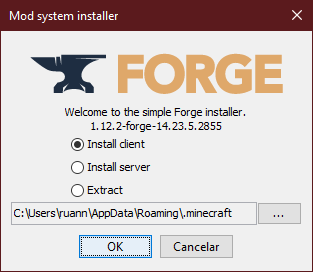 Mod system installer
FORGE
Welcome to the simple Forge installer.
1.12.2-forge-14.23.5.2855
Install client
Install server
Extract
C:\Users\ruann\AppData\Roaming\.minecraft
...
OK
Cancelar